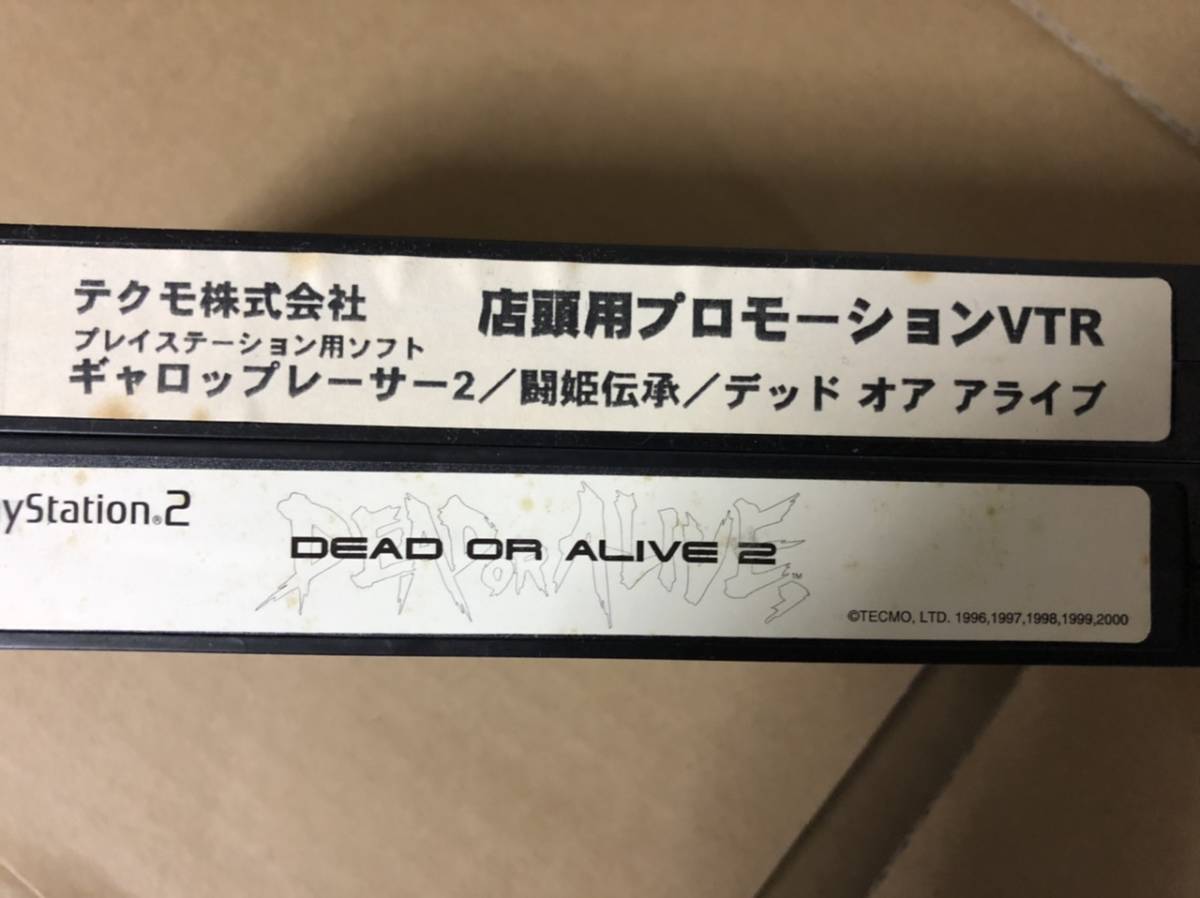 テクモ株式会社
店頭用プロモーションVTR
プレイステーション用ソフト
ギャロップレーサー2／闘姫伝承／デッド オア アライブ
yStation®2
DEAD OR ALIVE™
DEAD OR ALIVE 2
©TECMO, LTD. 1996,1997,1998,1999,2000